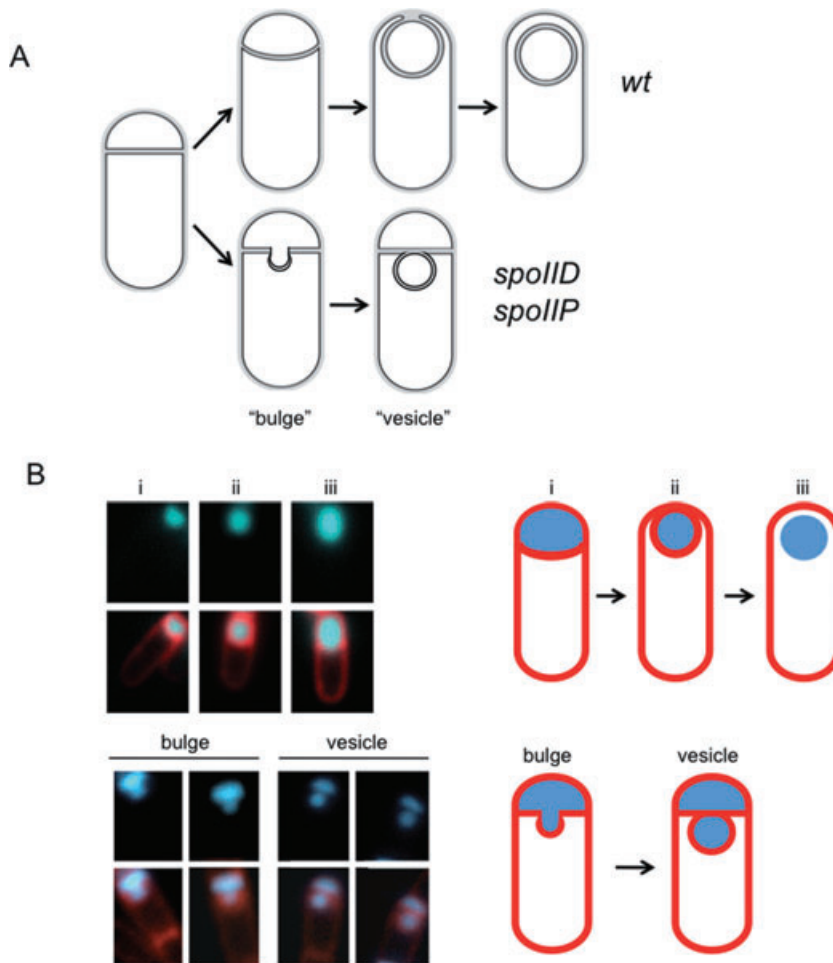 A
wt
spoIID
spoIIP
“bulge” “vesicle”
B
i ii iii
i ii iii
bulge vesicle
bulge vesicle